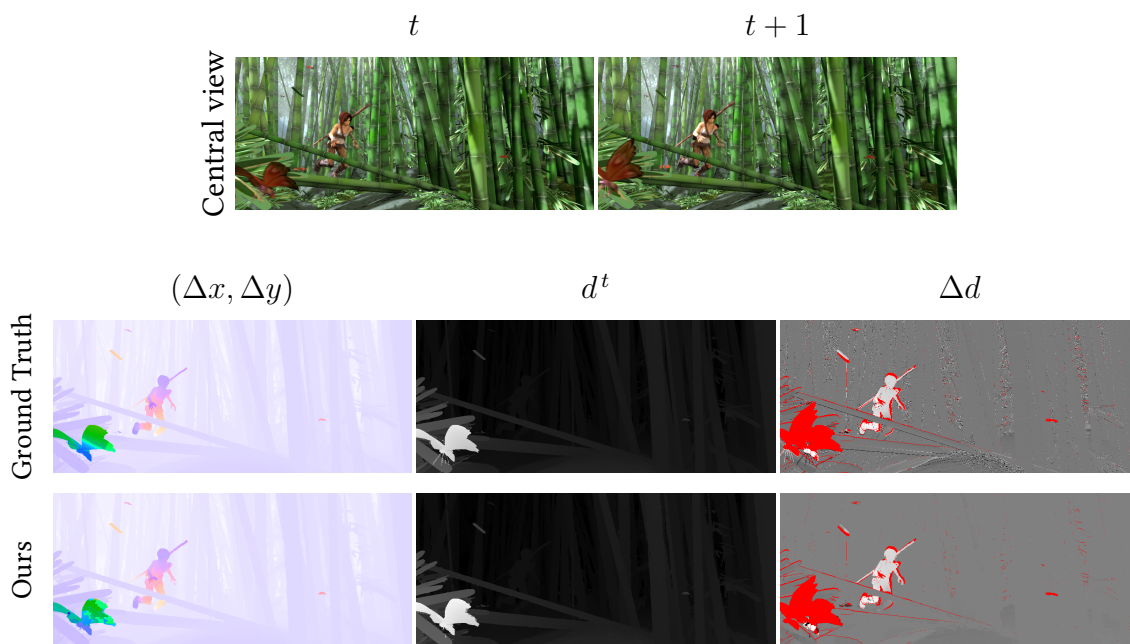 t
t + 1
Central view
(Δx, Δy)
d^t
Δd
Ground Truth
Ours